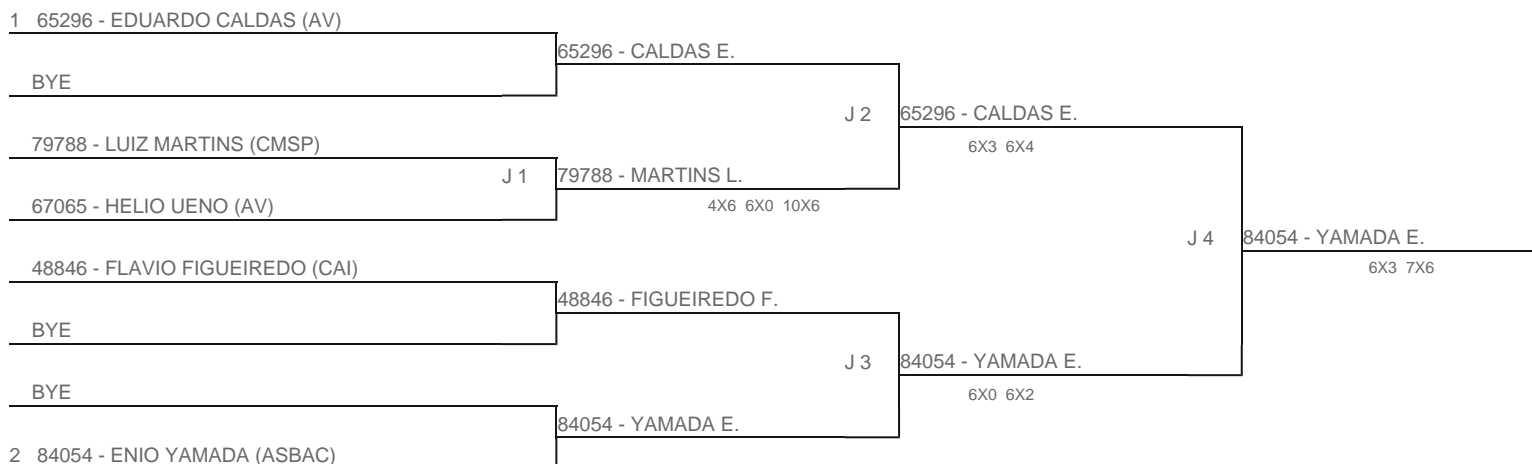 1 65296 - EDUARDO CALDAS (AV)
65296 - CALDAS E.
BYE
J 2 65296 - CALDAS E.
6X3 6X4
79788 - LUIZ MARTINS (CMSP)
J 1 79788 - MARTINS L.
4X6 6X0 10X6
67065 - HELIO UENO (AV)
J 4 84054 - YAMADA E.
6X3 7X6
48846 - FLAVIO FIGUEIREDO (CAI)
48846 - FIGUEIREDO F.
BYE
J 3 84054 - YAMADA E.
6X0 6X2
BYE
84054 - YAMADA E.
2 84054 - ENIO YAMADA (ASBAC)